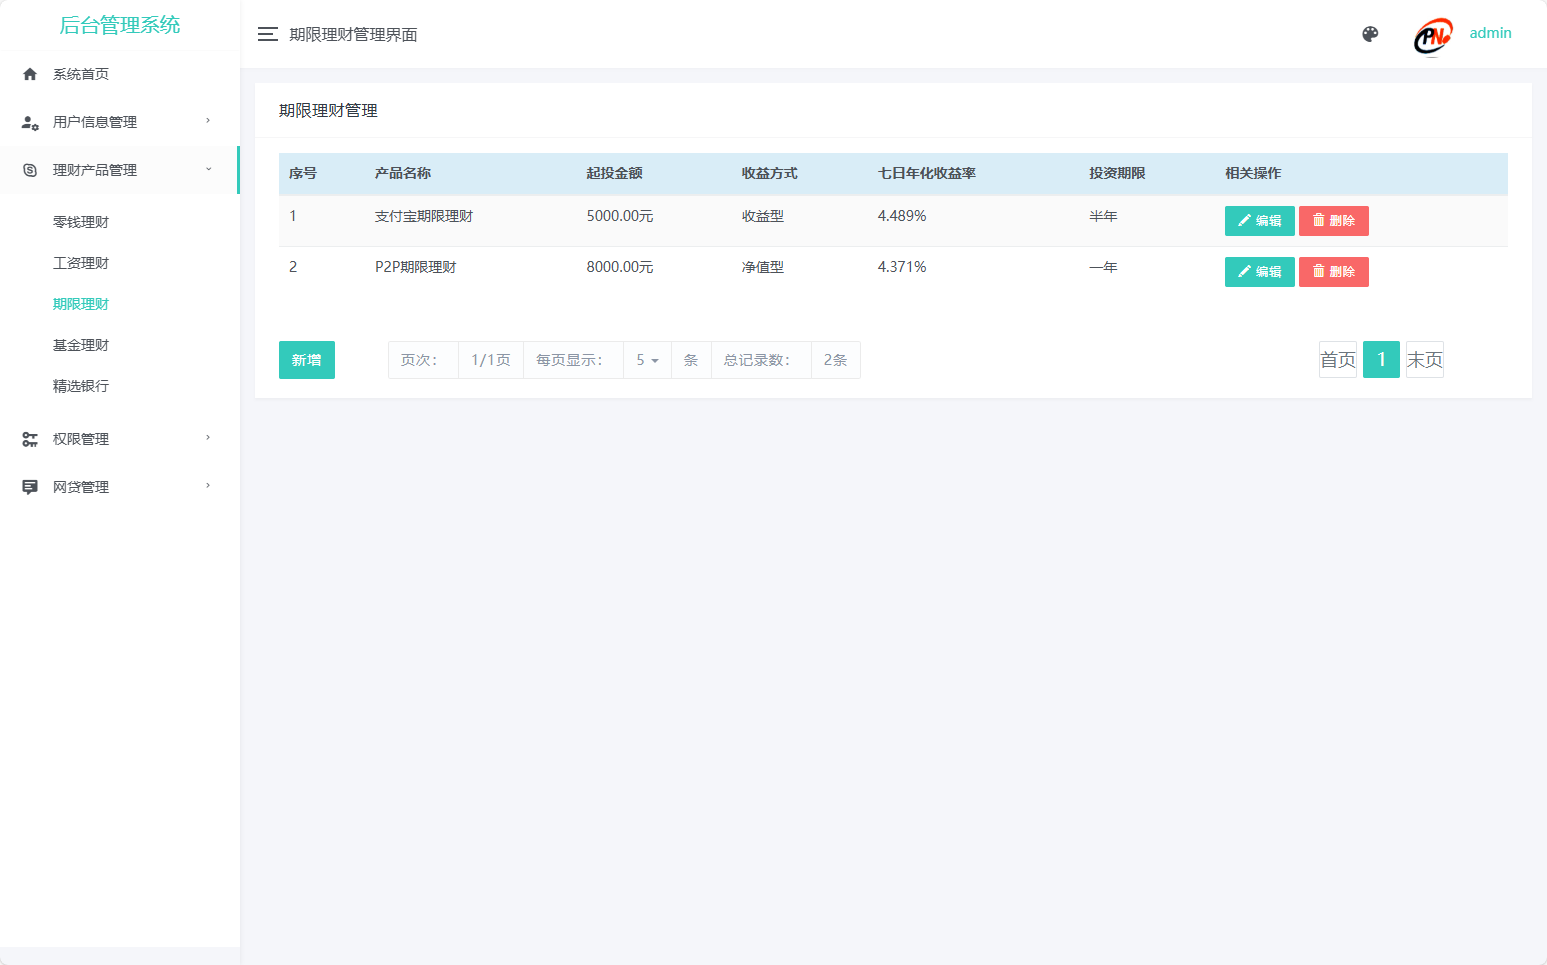 后台管理系统
期限理财管理界面
PN
admin
系统首页
用户信息管理
理财产品管理
零钱理财
工资理财
期限理财
基金理财
精选银行
权限管理
网贷管理
期限理财管理
序号 产品名称 起投金额 收益方式 七日年化收益率 投资期限 相关操作
1 支付宝期限理财 5000.00元 收益型 4.489% 半年 编辑 删除
2 P2P期限理财 8000.00元 净值型 4.371% 一年 编辑 删除
新增 页次： 1/1页 每页显示： 5 条 总记录数： 2条 首页 1 末页